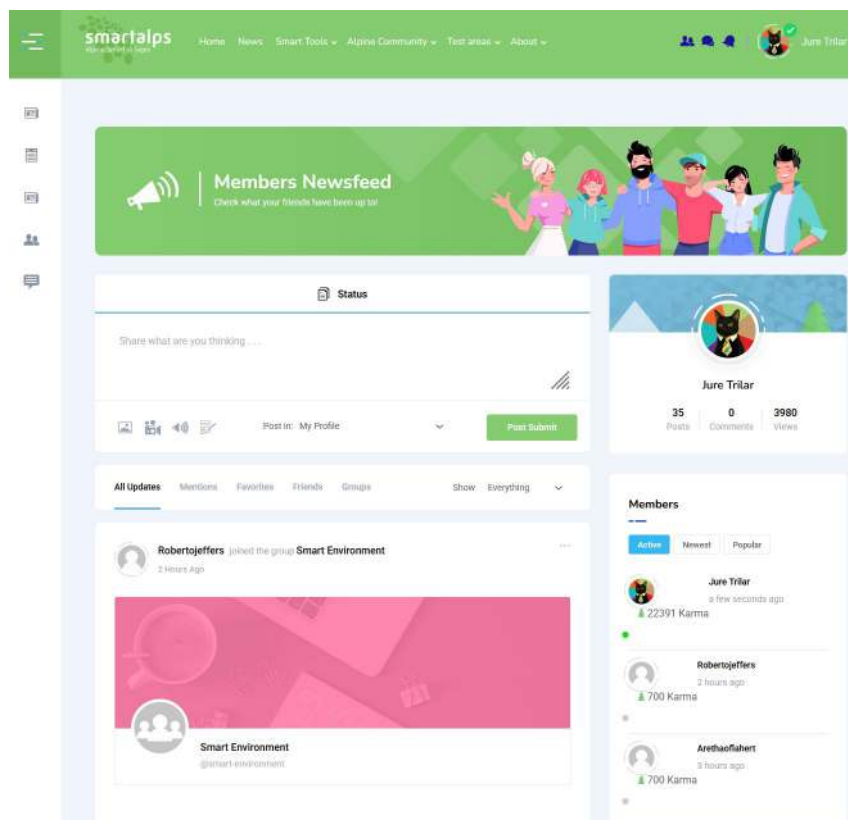 smartalps
Home News Smart Tools Alpine Community Test areas About
Jure Trilar
Members Newsfeed
Check what your friends have been up to!
Status
Share what are you thinking ....
Post in: My Profile
Post Submit
All Updates Mentions Favorites Friends Groups
Show Everything
Robertojeffers joined the group Smart Environment
2 Hours Ago
Smart Environment
@smart-environment
Jure Trilar
35 0 3980
Posts Comments Views
Members
Active Newest Popular
Jure Trilar
a few seconds ago
22391 Karma
Robertojeffers
2 hours ago
700 Karma
Arethaoflahert
hours ago
700 Karma